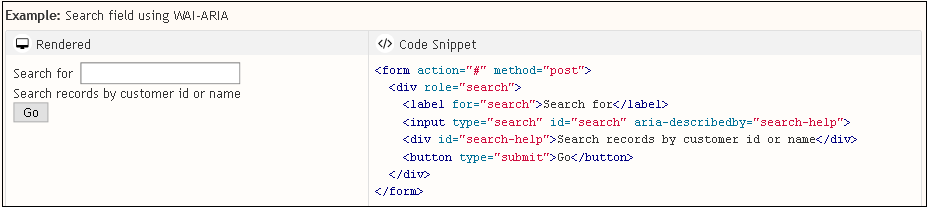 Example: Search field using WAI-ARIA
Rendered
Search for
Search records by customer id or name
Go
</> Code Snippet
<form action="#" method="post">
<div role="search">
<label for="search">Search for</label>
<input type="search" id="search" aria-describedby="search-help">
<div id="search-help">Search records by customer id or name</div>
<button type="submit">Go</button>
</div>
</form>